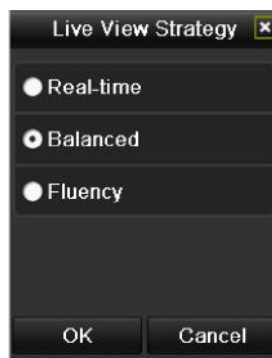 Live View Strategy
Real-time
Balanced
Fluency
OK
Cancel